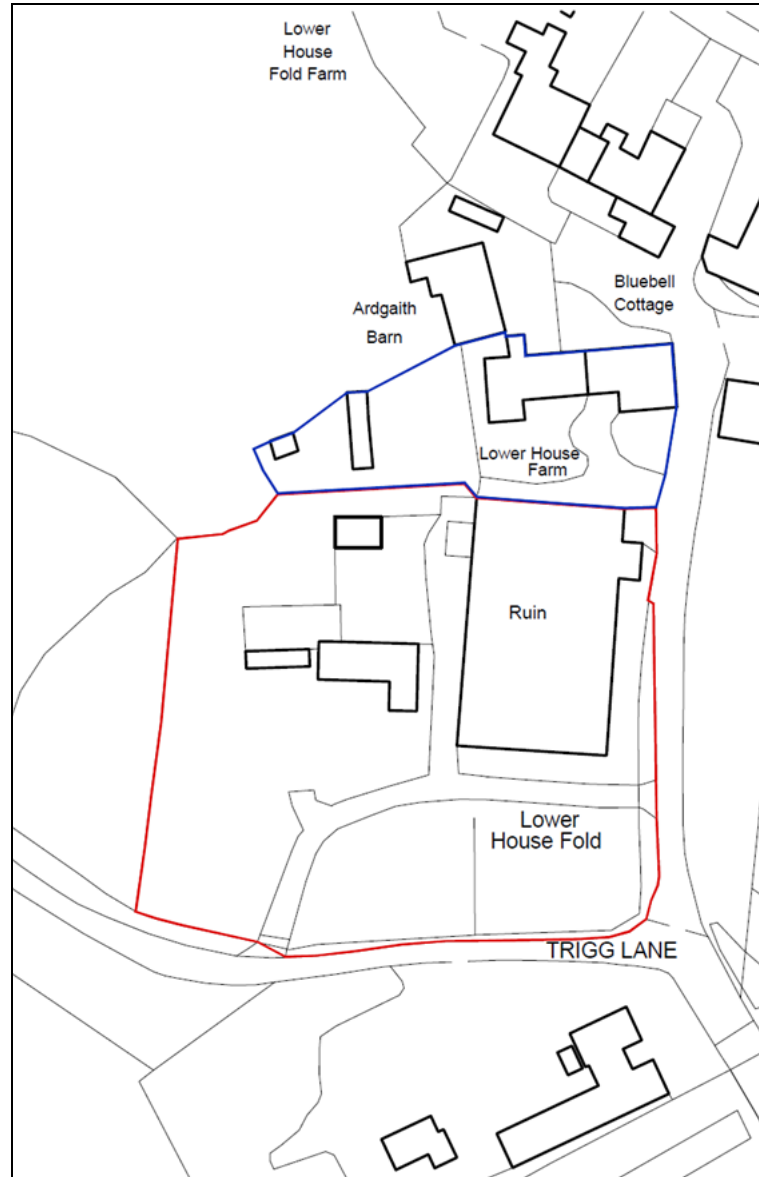 Lower
House
Fold Farm
Bluebell
Cottage
Ardgaith
Barn
Lower House
Farm
Ruin
Lower
House Fold
TRIGG LANE